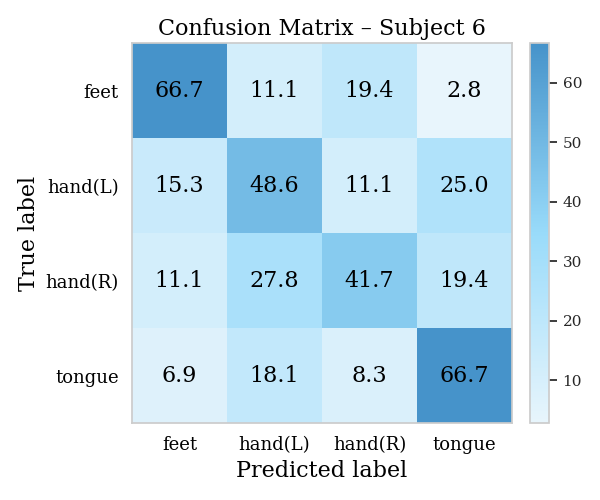 Confusion Matrix – Subject 6
True label
feet 66.7 11.1 19.4 2.8
hand(L) 15.3 48.6 11.1 25.0
hand(R) 11.1 27.8 41.7 19.4
tongue 6.9 18.1 8.3 66.7
feet hand(L) hand(R) tongue
Predicted label
60
50
40
30
20
10